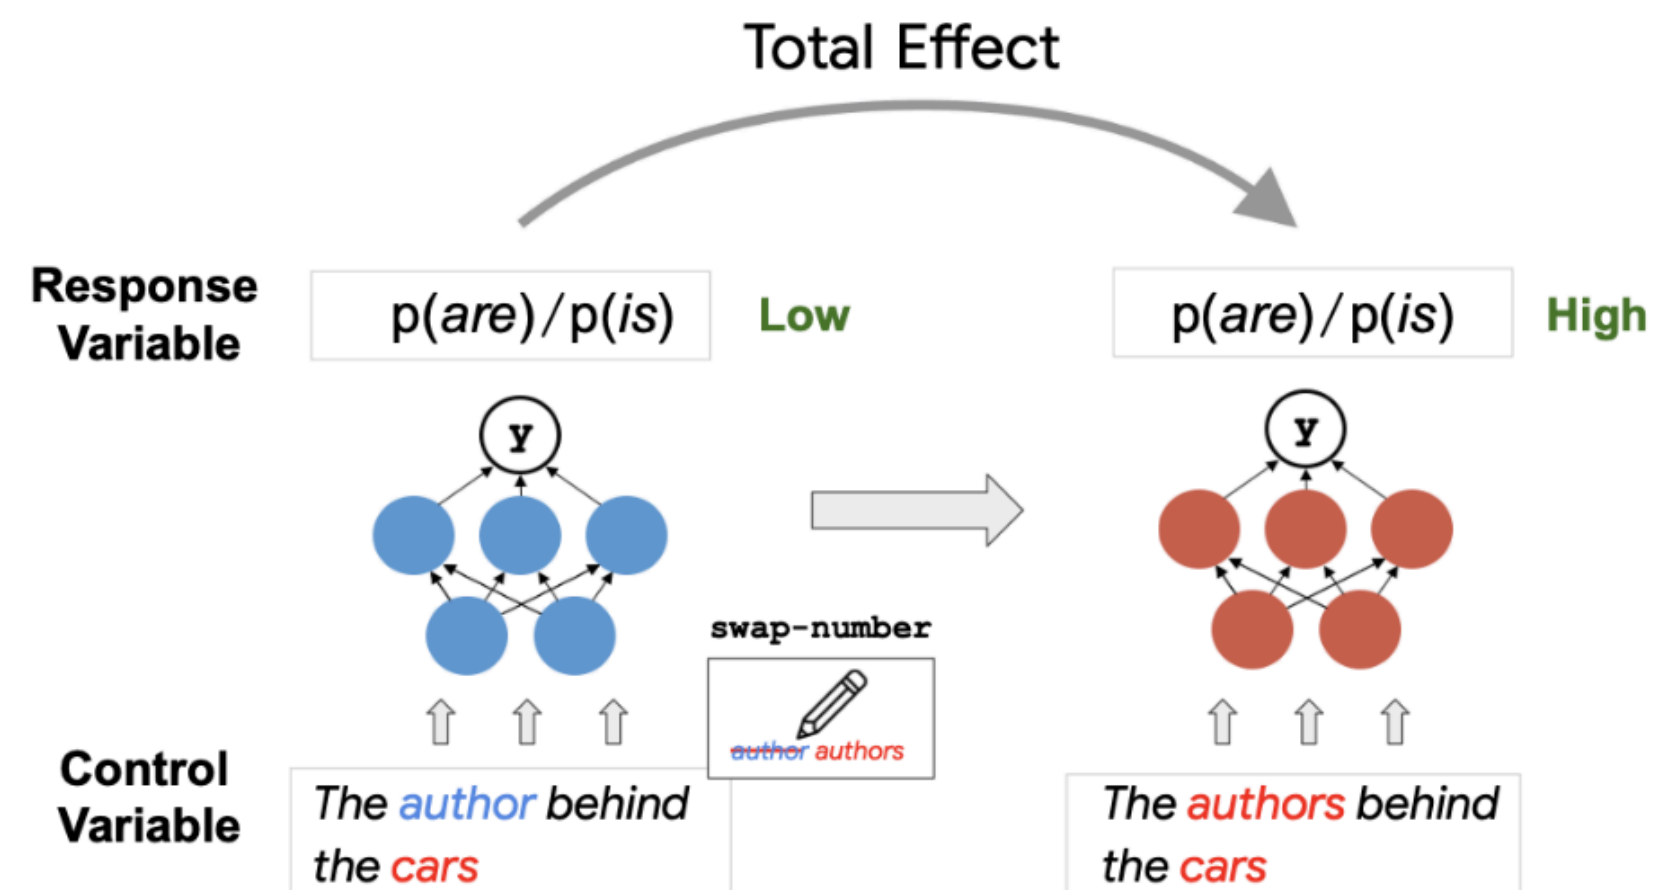 Total Effect
Response
Variable
p(are)/p(is)
Low
p(are)/p(is)
High
y
y
swap-number
author authors
Control
Variable
The author behind
the cars
The authors behind
the cars